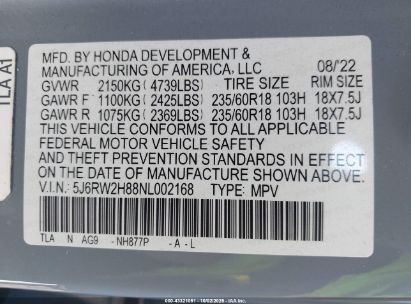 TLA A1
MFD. BY HONDA DEVELOPMENT &
MANUFACTURING OF AMERICA, LLC 08/'22
GVWR 2150KG (4739LBS) TIRE SIZE RIM SIZE
GAWR F 1100KG (2425LBS) 235/60R18 103H 18X7.5J
GAWR R 1075KG (2369LBS) 235/60R18 103H 18X7.5J
THIS VEHICLE CONFORMS TO ALL APPLICABLE
FEDERAL MOTOR VEHICLE SAFETY
AND THEFT PREVENTION STANDARDS IN EFFECT
ON THE DATE OF MANUFACTURE SHOWN ABOVE.
V.I.N.: 5J6RW2H88NL002168 TYPE: MPV
TLA N AG9 - NH877P - A - L